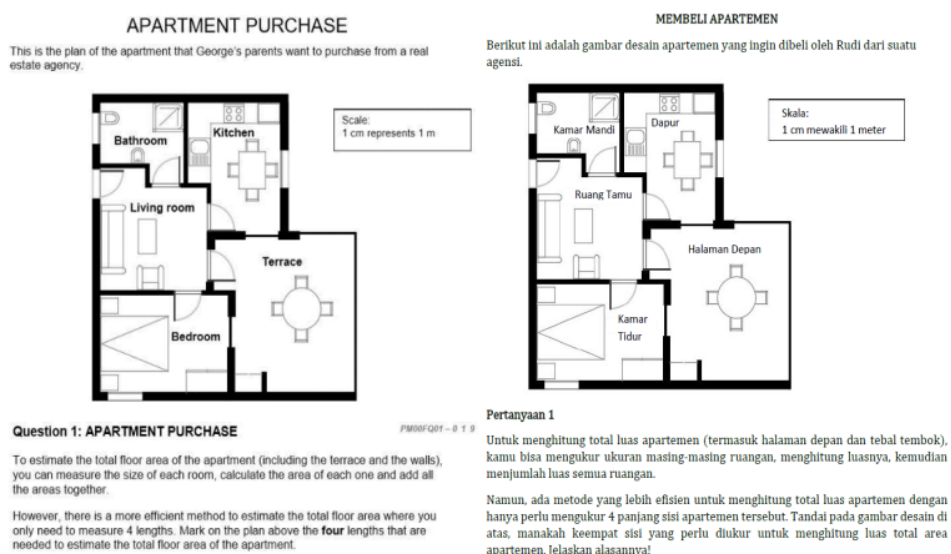 APARTMENT PURCHASE
This is the plan of the apartment that George's parents want to purchase from a real
estate agency.
Scale:
1 cm represents 1 m
Bathroom
Kitchen
Living room
Terrace
Bedroom
Question 1: APARTMENT PURCHASE
PM00FQ01 – 0 1 9
To estimate the total floor area of the apartment (including the terrace and the walls),
you can measure the size of each room, calculate the area of each one and add all
the areas together.
However, there is a more efficient method to estimate the total floor area where you
only need to measure 4 lengths. Mark on the plan above the four lengths that are
needed to estimate the total floor area of the apartment.
MEMBELI APARTEMEN
Berikut ini adalah gambar desain apartemen yang ingin dibeli oleh Rudi dari suatu
agensi.
Skala:
1 cm mewakili 1 meter
Kamar Mandi
Dapur
Ruang Tamu
Halaman Depan
Kamar
Tidur
Pertanyaan 1
Untuk menghitung total luas apartemen (termasuk halaman depan dan tebal tembok),
kamu bisa mengukur ukuran masing-masing ruangan, menghitung luasnya, kemudian
menjumlah luas semua ruangan.
Namun, ada metode yang lebih efisien untuk menghitung total luas apartemen dengan
hanya perlu mengukur 4 panjang sisi apartemen tersebut. Tandai pada gambar desain di
atas, manakah keempat sisi yang perlu diukur untuk menghitung luas total area
apartemen. Jelaskan alasannya!